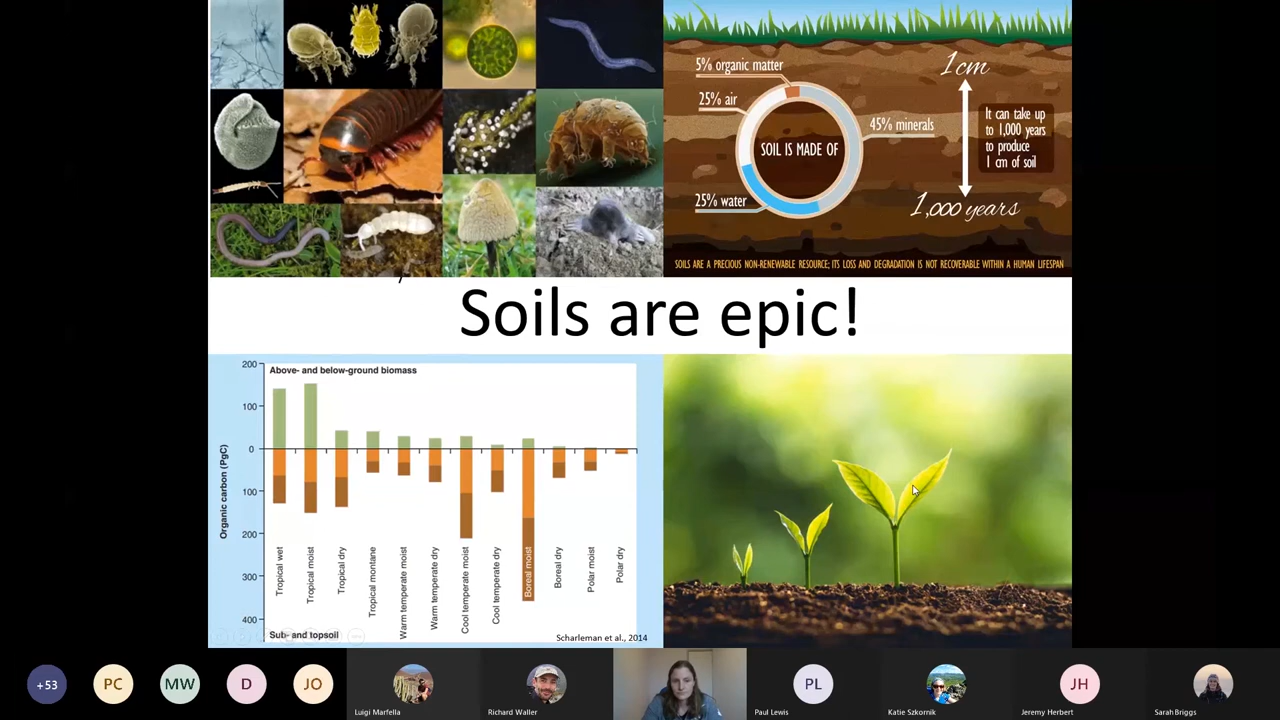 5% organic matter
25% air
SOIL IS MADE OF
45% minerals
25% water
1cm
It can take up
to 1,000 years
to produce
1 cm of soil
1,000 years
SOILS ARE A PRECIOUS NON-RENEWABLE RESOURCE; ITS LOSS AND DEGRADATION IS NOT RECOVERABLE WITHIN A HUMAN LIFESPAN
Soils are epic!
Above- and below-ground biomass
Organic carbon (PgC)
200
100
0
100
200
300
400
Tropical wet
Tropical moist
Tropical dry
Tropical montane
Warm temperate moist
Warm temperate dry
Cool temperate moist
Cool temperate dry
Boreal moist
Boreal dry
Polar moist
Polar dry
Sub- and topsoil
Scharleman et al., 2014
+53
PC
MW
D
JO
Luigi Marfella
Richard Waller
PL
Paul Lewis
Katie Szkornik
JH
Jeremy Herbert
Sarah Briggs